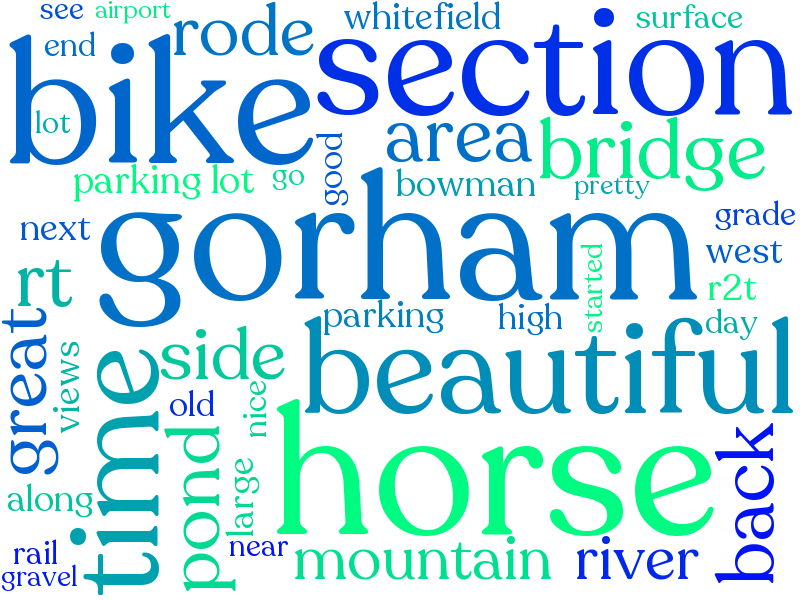 see airport
end
rode
whitefield
surface
bike
section
lot
area
bridge
parking lot
go
good
bowman
pretty
next
gorham
grade
west
rt
r2t
started
great
views
parking
high
day
time
side
beautiful
old
nice
pond
horse
back
along
large
near
rail
gravel
mountain
river